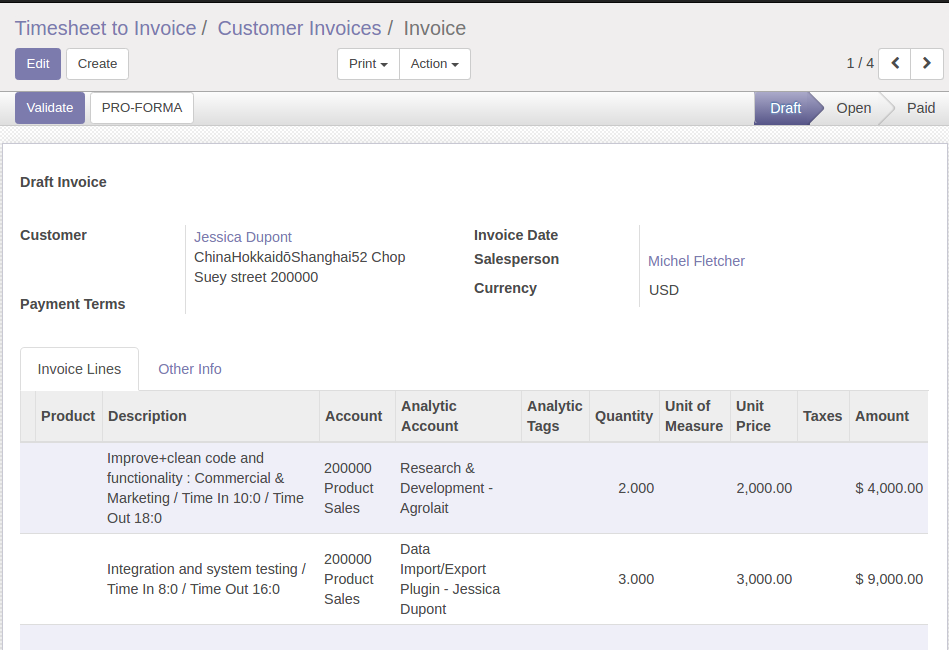 Timesheet to Invoice / Customer Invoices / Invoice
Edit Create Print Action 1 / 4
Validate PRO-FORMA Draft Open Paid
Draft Invoice
Customer
Jessica Dupont
ChinaHokkaidōShanghai52 Chop
Suey street 200000
Payment Terms
Invoice Date
Salesperson Michel Fletcher
Currency USD
Invoice Lines Other Info
Product Description Account Analytic Account Analytic Tags Quantity Unit of Measure Unit Price Taxes Amount
Improve+clean code and
functionality : Commercial &
Marketing / Time In 10:0 / Time
Out 18:0
200000
Product
Sales
Research &
Development -
Agrolait
2.000 2,000.00 $ 4,000.00
Integration and system testing /
Time In 8:0 / Time Out 16:0
200000
Product
Sales
Data
Import/Export
Plugin - Jessica
Dupont
3.000 3,000.00 $ 9,000.00